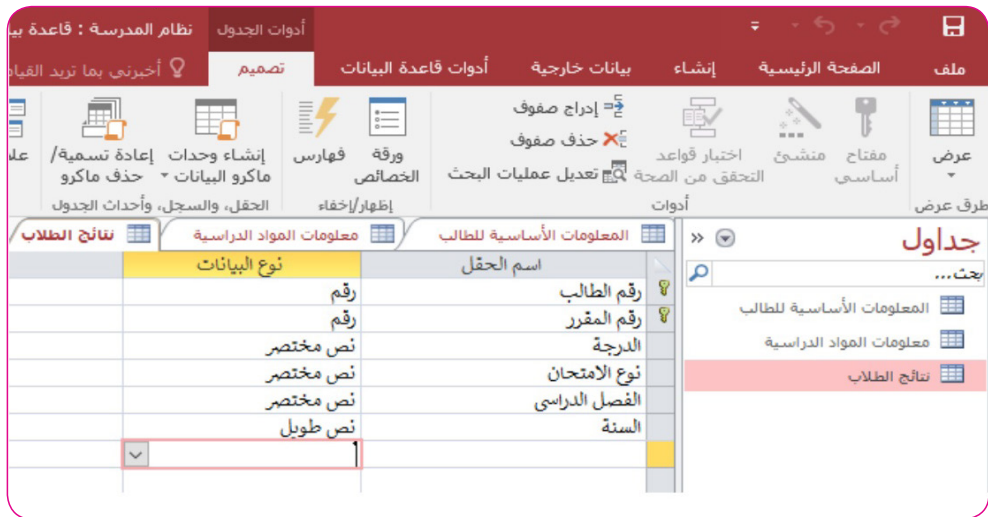 أدوات الجدول نظام المدرسة : قاعدة بيا
ملف الصفحة الرئيسية إنشاء بيانات خارجية أدوات قاعدة البيانات تصميم أخبرني بما تريد القيا
عرض
مفتاح أساسي
منشئ
اختبار قواعد التحقق من الصحة
إدراج صفوف
حذف صفوف
تعديل عمليات البحث
ورقة الخصائص
فهارس
إنشاء وحدات ماكرو البيانات
إعادة تسمية/ حذف ماكرو
علا
طرق عرض أدوات إظهار/إخفاء الحقل، والسجل، وأحداث الجدول
جداول
بحث...
المعلومات الأساسية للطالب
معلومات المواد الدراسية
نتائج الطلاب
المعلومات الأساسية للطالب معلومات المواد الدراسية نتائج الطلاب
اسم الحقل نوع البيانات
رقم الطالب رقم
رقم المقرر رقم
الدرجة نص مختصر
نوع الامتحان نص مختصر
الفصل الدراسي نص مختصر
السنة نص طويل